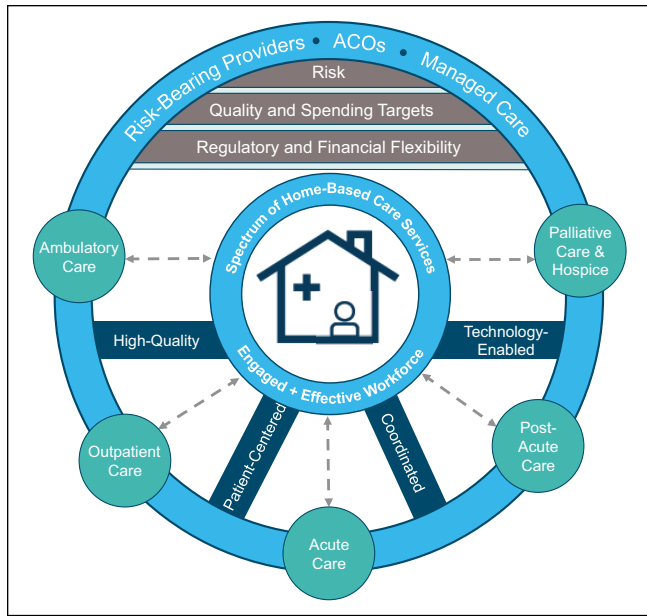 Risk-Bearing Providers • ACOs • Managed Care
Risk
Quality and Spending Targets
Regulatory and Financial Flexibility
Spectrum of Home-Based Care Services
Engaged + Effective Workforce
Ambulatory
Care
Palliative
Care &
Hospice
High-Quality
Technology-
Enabled
Patient-Centered
Coordinated
Outpatient
Care
Post-
Acute
Care
Acute
Care